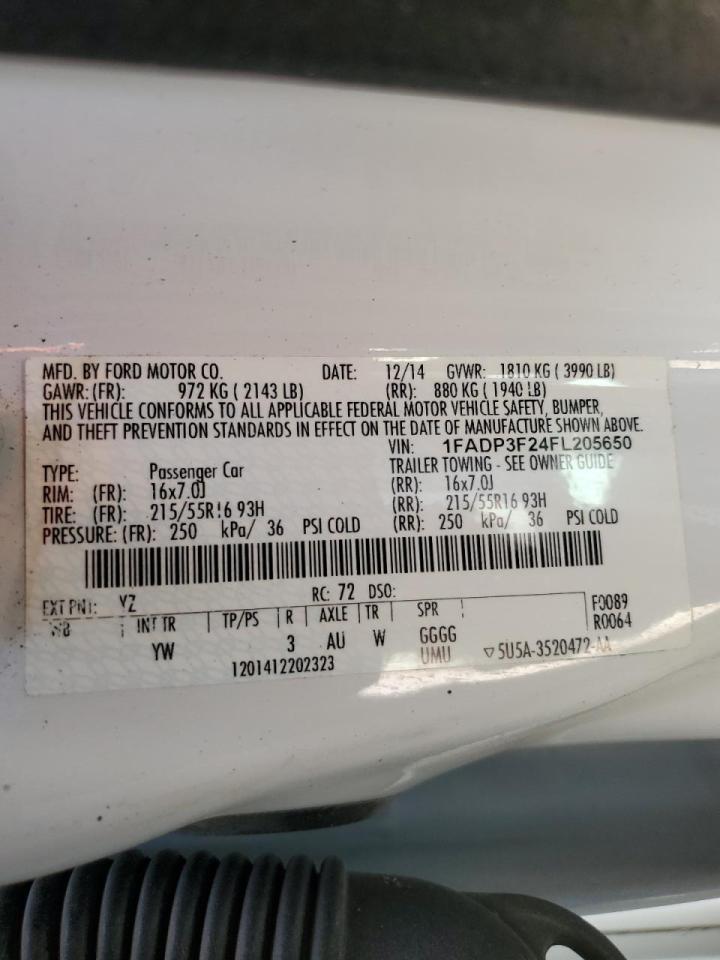 MFD. BY FORD MOTOR CO. DATE: 12/14 GVWR: 1810 KG ( 3990 LB)
GAWR: (FR): 972 KG ( 2143 LB) (RR): 880 KG ( 1940 LB)
THIS VEHICLE CONFORMS TO ALL APPLICABLE FEDERAL MOTOR VEHICLE SAFETY, BUMPER,
AND THEFT PREVENTION STANDARDS IN EFFECT ON THE DATE OF MANUFACTURE SHOWN ABOVE.
VIN: 1FADP3F24FL205650
TYPE: Passenger Car TRAILER TOWING - SEE OWNER GUIDE
RIM: (FR): 16x7.0J (RR): 16x7.0J
TIRE: (FR): 215/55R16 93H (RR): 215/55R16 93H
PRESSURE: (FR): 250 kPa/ 36 PSI COLD (RR): 250 kPa/ 36 PSI COLD
EXT PNT: YZ RC: 72 DSO: F0089
WB INT TR TP/PS R AXLE TR SPR R0064
YW 3 AU W GGGG
UMU ▽5U5A-3520472-AA
1201412202323